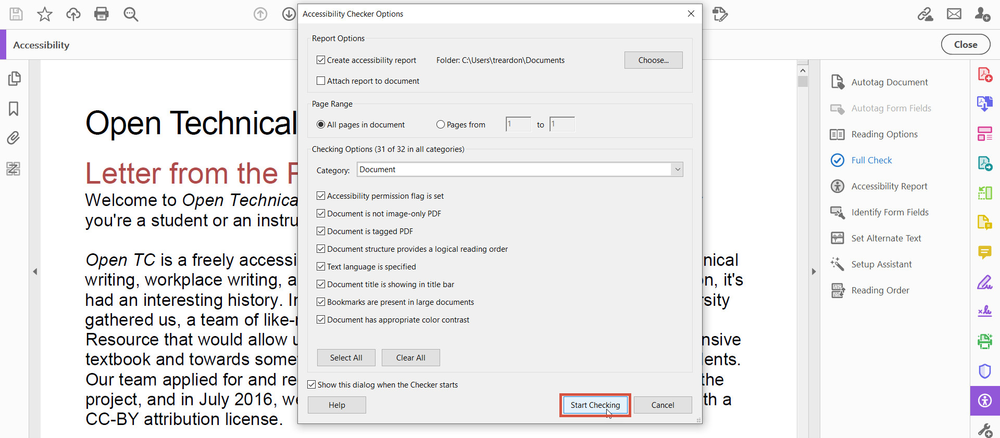 Accessibility Checker Options
Accessibility
Close
Report Options
Create accessibility report Folder: C:\Users\treardon\Documents Choose...
Attach report to document
Page Range
All pages in document Pages from 1 to 1
Checking Options (31 of 32 in all categories)
Category: Document
Accessibility permission flag is set
Document is not image-only PDF
Document is tagged PDF
Document structure provides a logical reading order
Text language is specified
Document title is showing in title bar
Bookmarks are present in large documents
Document has appropriate color contrast
Select All Clear All
Show this dialog when the Checker starts
Help Start Checking Cancel
Open Technical
Letter from the
Welcome to Open Technica
you're a student or an instru
Open TC is a freely accessi nical
writing, workplace writing, a n, it's
had an interesting history. In rsity
gathered us, a team of like-
Resource that would allow u nsive
textbook and towards some ents.
Our team applied for and re the
project, and in July 2016, we th a
CC-BY attribution license.
Autotag Document
Autotag Form Fields
Reading Options
Full Check
Accessibility Report
Identify Form Fields
Set Alternate Text
Setup Assistant
Reading Order